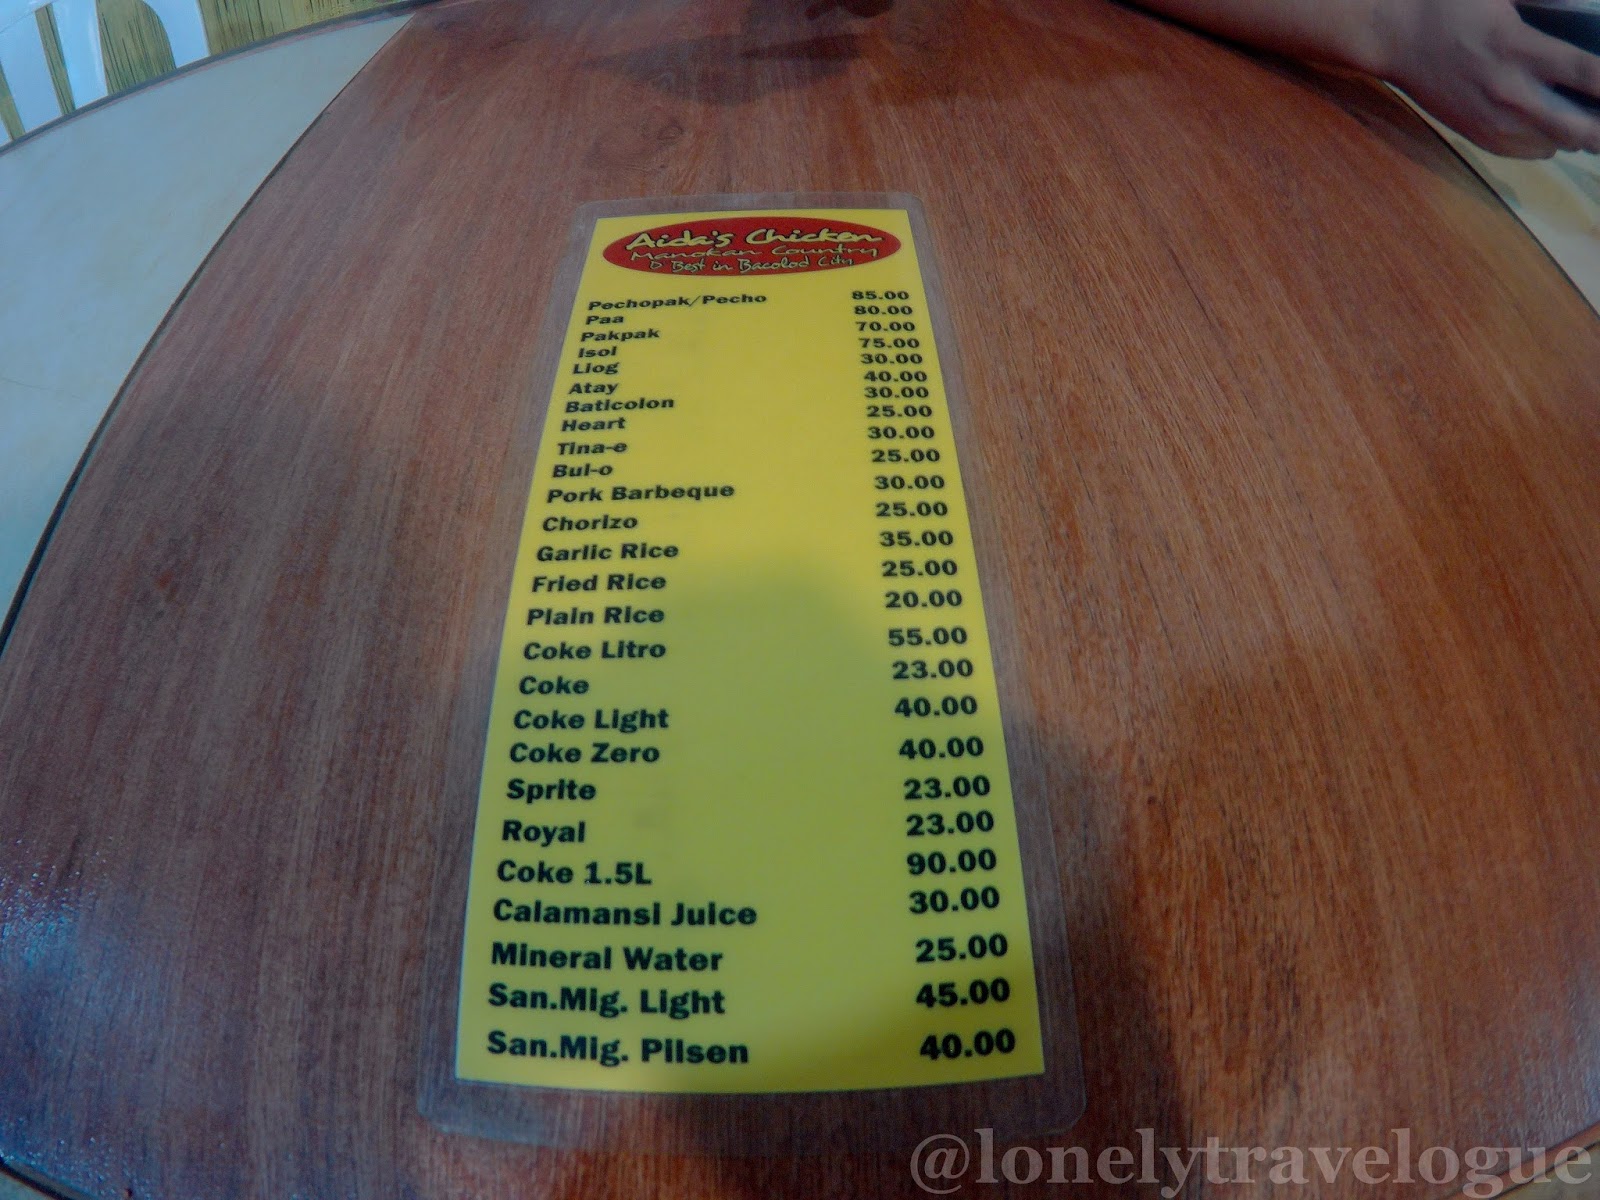 Aida's Chicken
Manokan Country
D Best in Bacolod City
Pechopak/Pecho 85.00
Paa 80.00
Pakpak 70.00
Isol 75.00
Liog 30.00
Atay 40.00
Baticolon 30.00
Heart 25.00
Tina-e 30.00
Bul-o 25.00
Pork Barbeque 30.00
Chorizo 25.00
Garlic Rice 35.00
Fried Rice 25.00
Plain Rice 20.00
Coke Litro 55.00
Coke 23.00
Coke Light 40.00
Coke Zero 40.00
Sprite 23.00
Royal 23.00
Coke 1.5L 90.00
Calamansi Juice 30.00
Mineral Water 25.00
San.Mig. Light 45.00
San.Mig. Pilsen 40.00
@lonelytravelogue